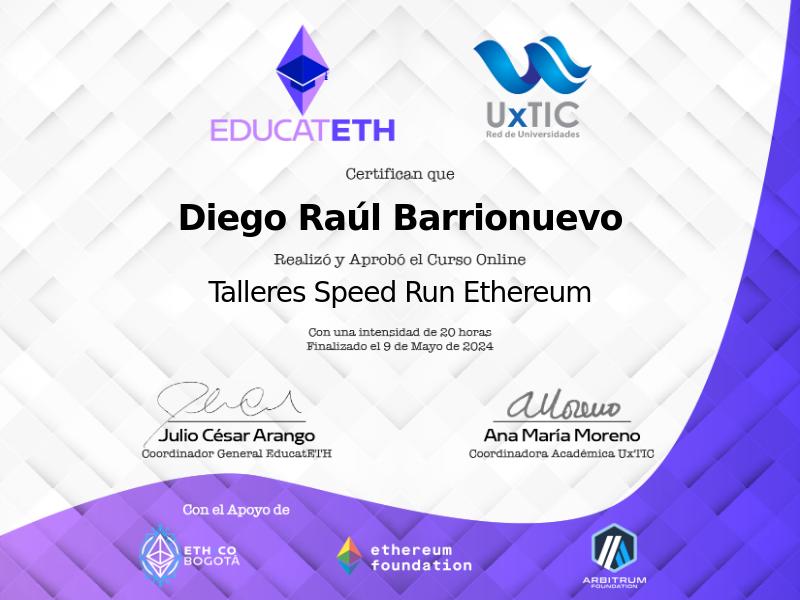 EDUCATETH
UxTIC
Red de Universidades
Certifican que
Diego Raúl Barrionuevo
Realizó y Aprobó el Curso Online
Talleres Speed Run Ethereum
Con una intensidad de 20 horas
Finalizado el 9 de Mayo de 2024
Julio César Arango
Coordinador General EducatETH
Ana María Moreno
Coordinadora Académica UxTIC
Con el Apoyo de
ETH CO
BOGOTÁ
ethereum
foundation
ARBITRUM
FOUNDATION